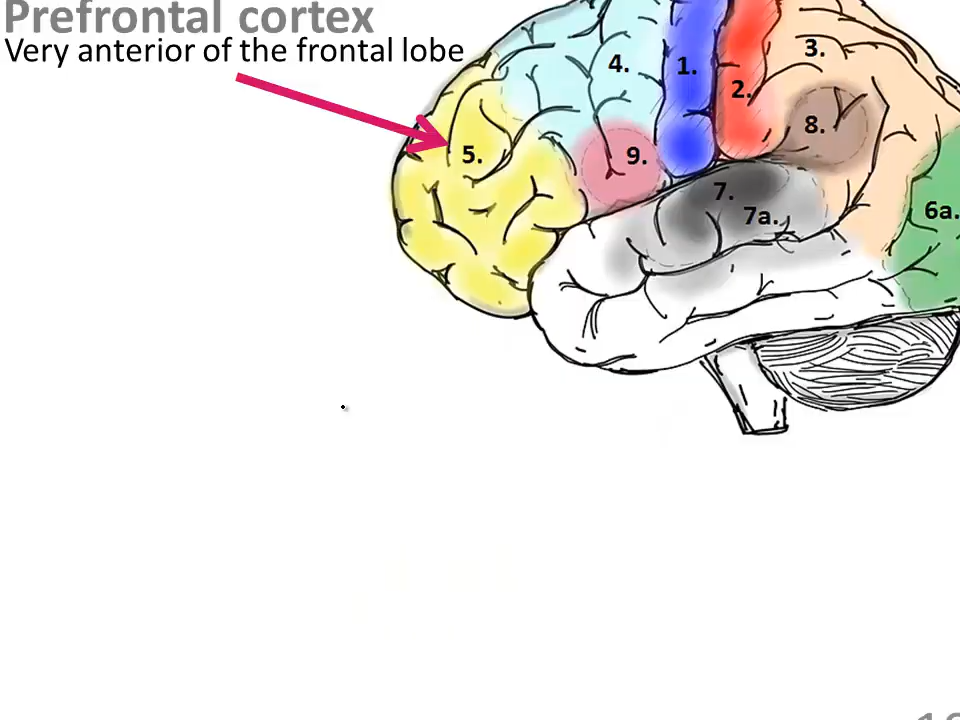 Prefrontal cortex
Very anterior of the frontal lobe
3.
4.
1.
2.
8.
5.
9.
7.
7a.
6a.